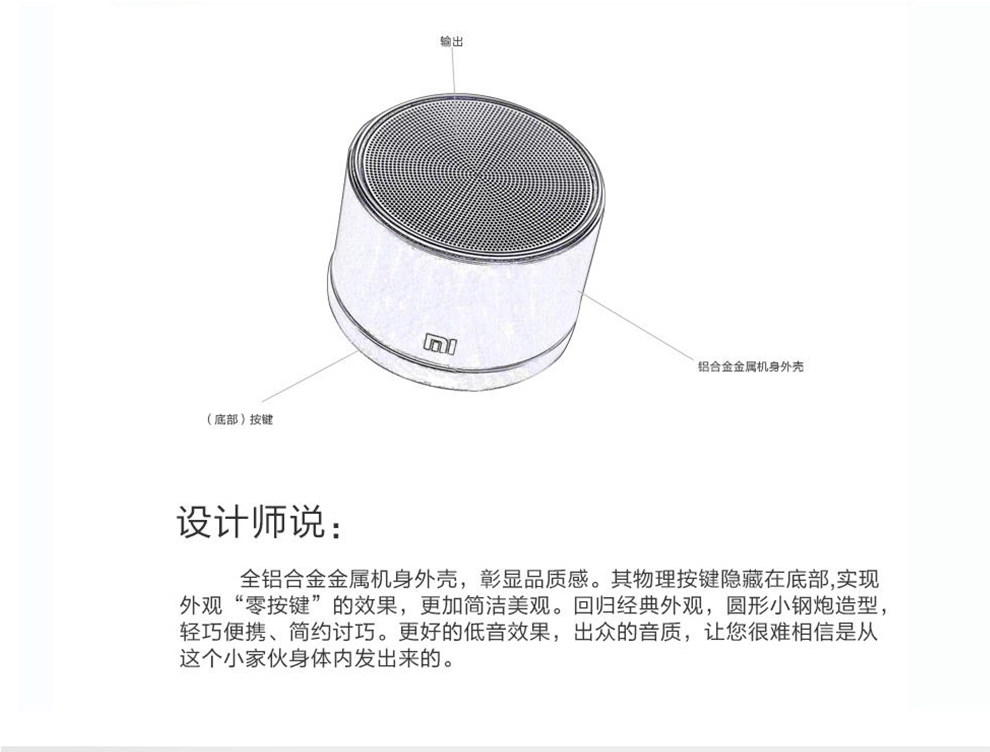 输出
铝合金金属机身外壳
（底部）按键
设计师说：
全铝合金金属机身外壳，彰显品质感。其物理按键隐藏在底部,实现
外观“零按键”的效果，更加简洁美观。回归经典外观，圆形小钢炮造型，
轻巧便携、简约讨巧。更好的低音效果，出众的音质，让您很难相信是从
这个小家伙身体内发出来的。